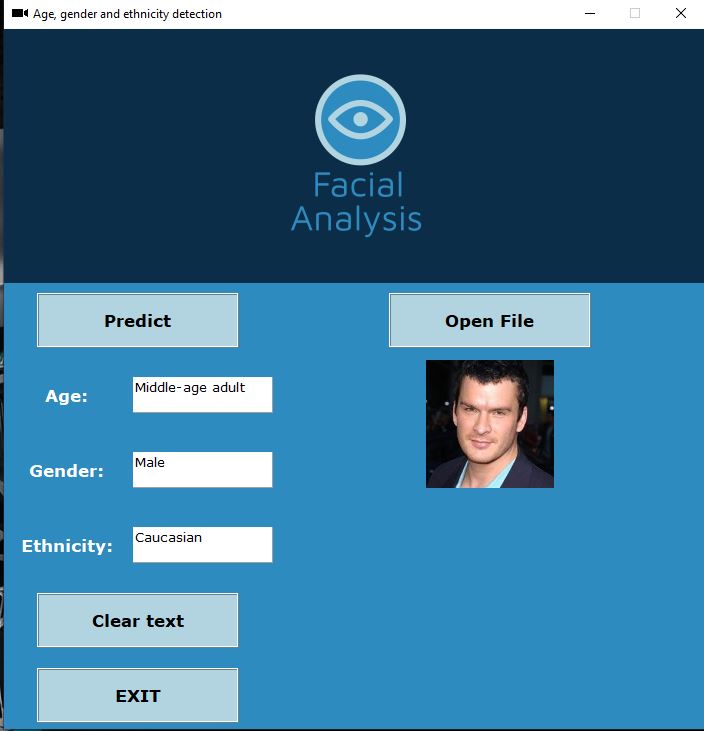 Age, gender and ethnicity detection
Facial
Analysis
Predict
Open File
Age:
Middle-age adult
Gender:
Male
Ethnicity:
Caucasian
Clear text
EXIT